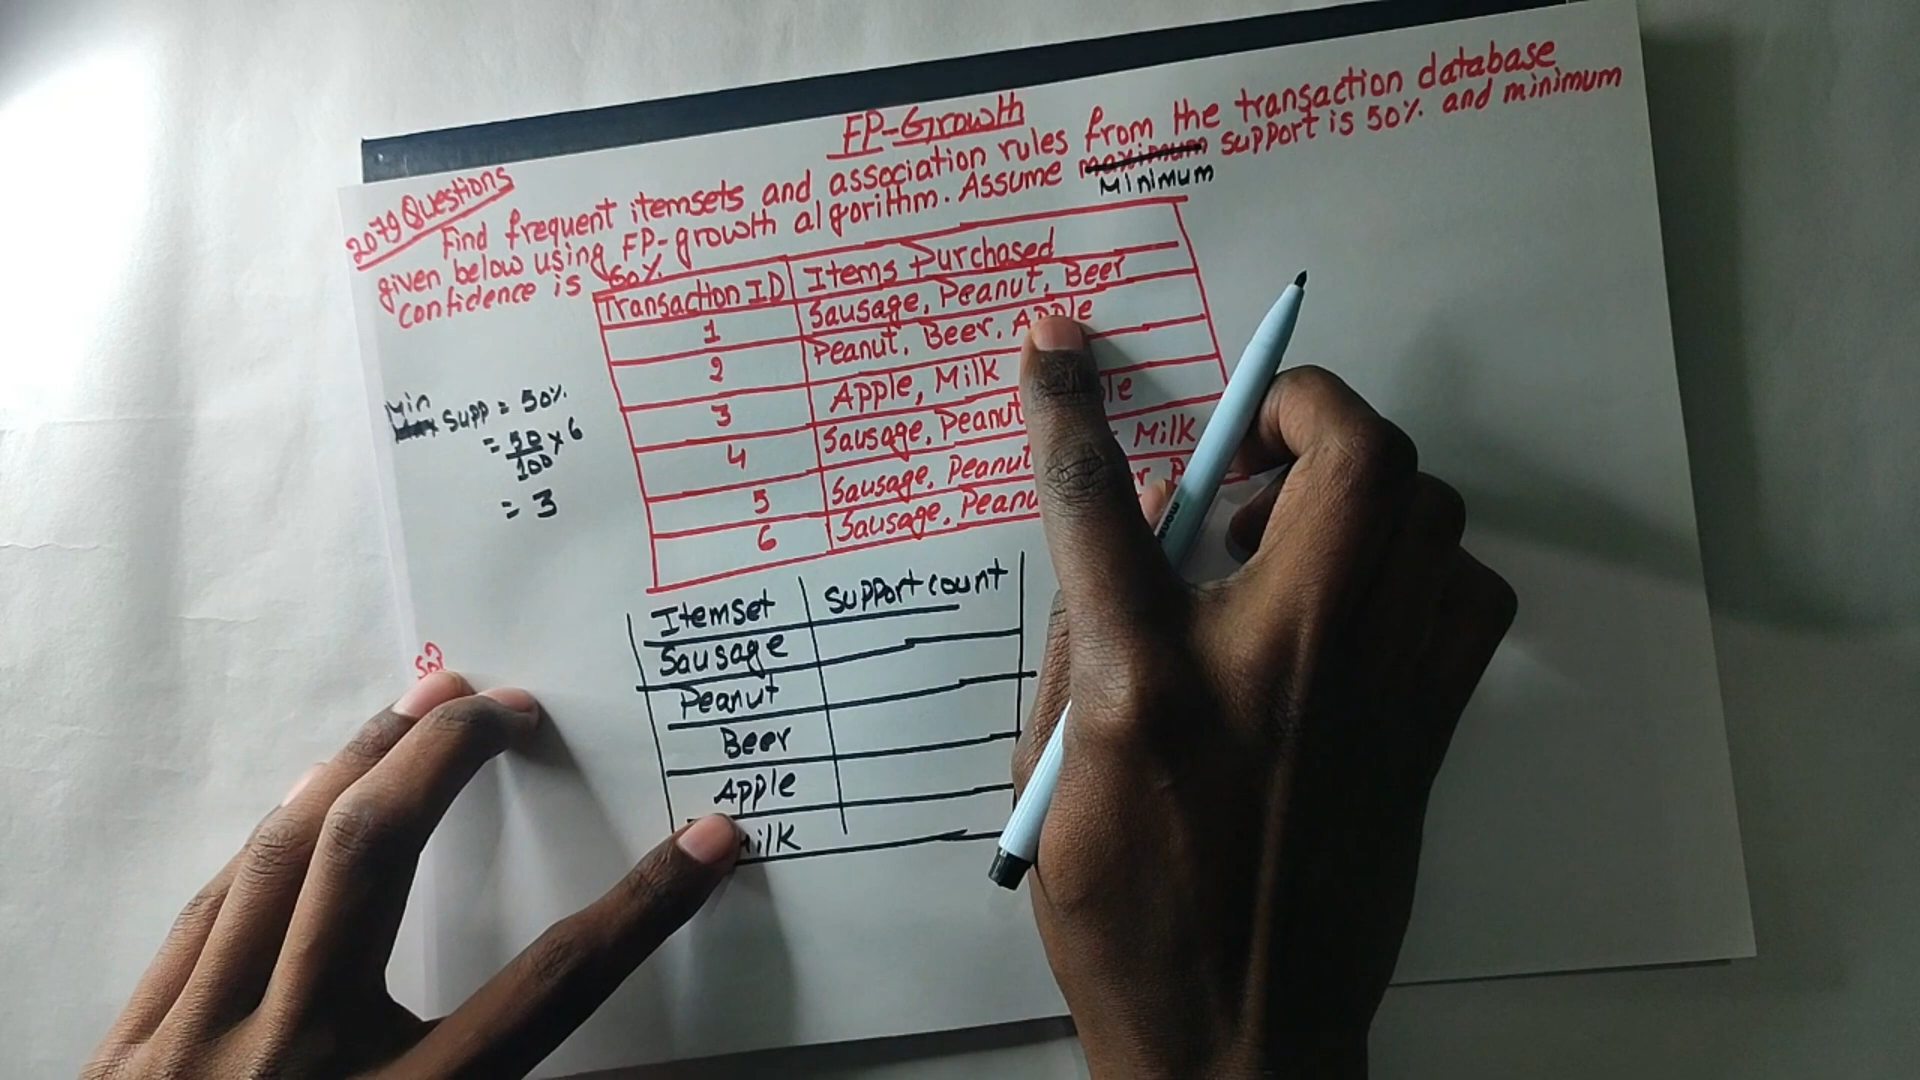 FP-Growth
2079 Questions
Find frequent itemsets and association rules from the transaction database
given below using FP-growth algorithm. Assume maximum support is 50% and minimum
Minimum
confidence is 60%
Transaction ID Items Purchased
1 Sausage, Peanut, Beer
2 Peanut, Beer, Apple
3 Apple, Milk
4 Sausage, Peanut
5 Sausage, Peanut Milk
6 Sausage,
Min
Supp = 50%
= 50/100 × 6
= 3
Itemset Support count
Sausage
Peanut
Beer
Apple